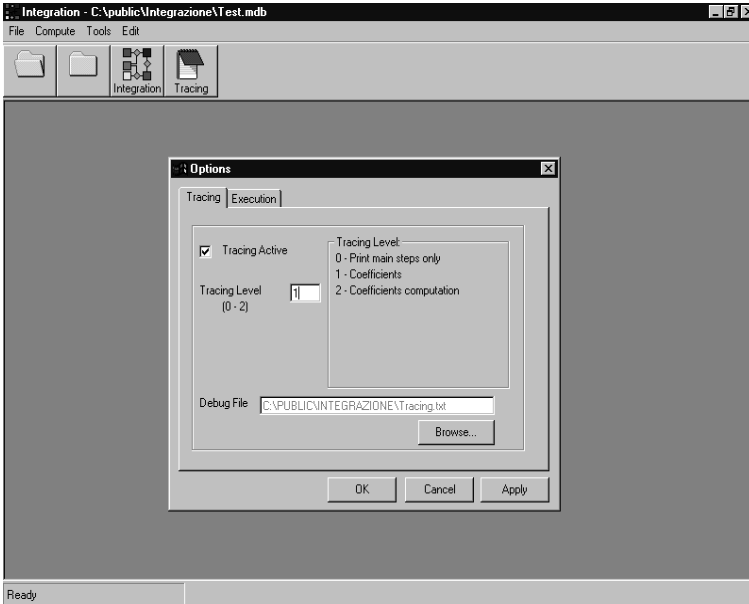 Integration - C:\public\Integrazione\Test.mdb
File Compute Tools Edit
Integration Tracing
Options
Tracing Execution
Tracing Active
Tracing Level
(0 - 2)
1
Tracing Level:
0 - Print main steps only
1 - Coefficients
2 - Coefficients computation
Debug File C:\PUBLIC\INTEGRAZIONE\Tracing.txt
Browse...
OK Cancel Apply
Ready